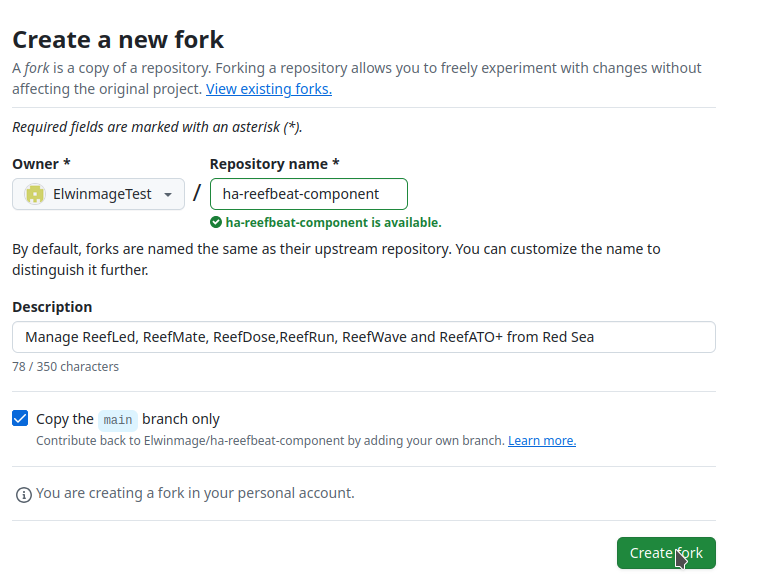 Create a new fork
A fork is a copy of a repository. Forking a repository allows you to freely experiment with changes without
affecting the original project. View existing forks.
Required fields are marked with an asterisk (*).
Owner * Repository name *
ElwinmageTest / ha-reefbeat-component
ha-reefbeat-component is available.
By default, forks are named the same as their upstream repository. You can customize the name to
distinguish it further.
Description
Manage ReefLed, ReefMate, ReefDose,ReefRun, ReefWave and ReefATO+ from Red Sea
78 / 350 characters
Copy the main branch only
Contribute back to Elwinmage/ha-reefbeat-component by adding your own branch. Learn more.
You are creating a fork in your personal account.
Create fork